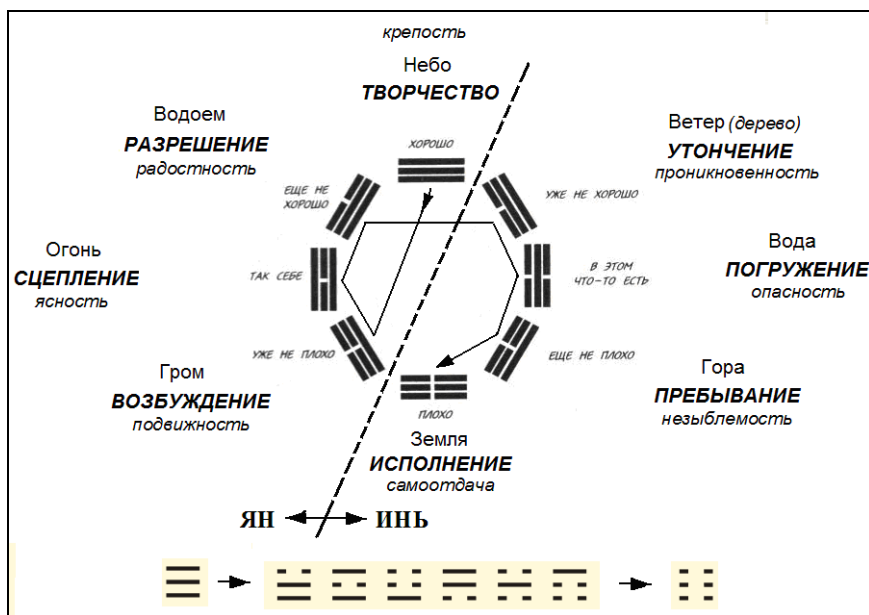 крепость
Небо
ТВОРЧЕСТВО
Водоем
РАЗРЕШЕНИЕ
радостность
Ветер (дерево)
УТОНЧЕНИЕ
проникновенность
ХОРОШО
ЕЩЕ НЕ
ХОРОШО
УЖЕ НЕ ХОРОШО
Огонь
СЦЕПЛЕНИЕ
ясность
ТАК СЕБЕ
В ЭТОМ
ЧТО-ТО ЕСТЬ
Вода
ПОГРУЖЕНИЕ
опасность
УЖЕ НЕ ПЛОХО
ЕЩЕ НЕ ПЛОХО
Гром
ВОЗБУЖДЕНИЕ
подвижность
Гора
ПРЕБЫВАНИЕ
незыблемость
ПЛОХО
Земля
ИСПОЛНЕНИЕ
самоотдача
ЯН ИНЬ